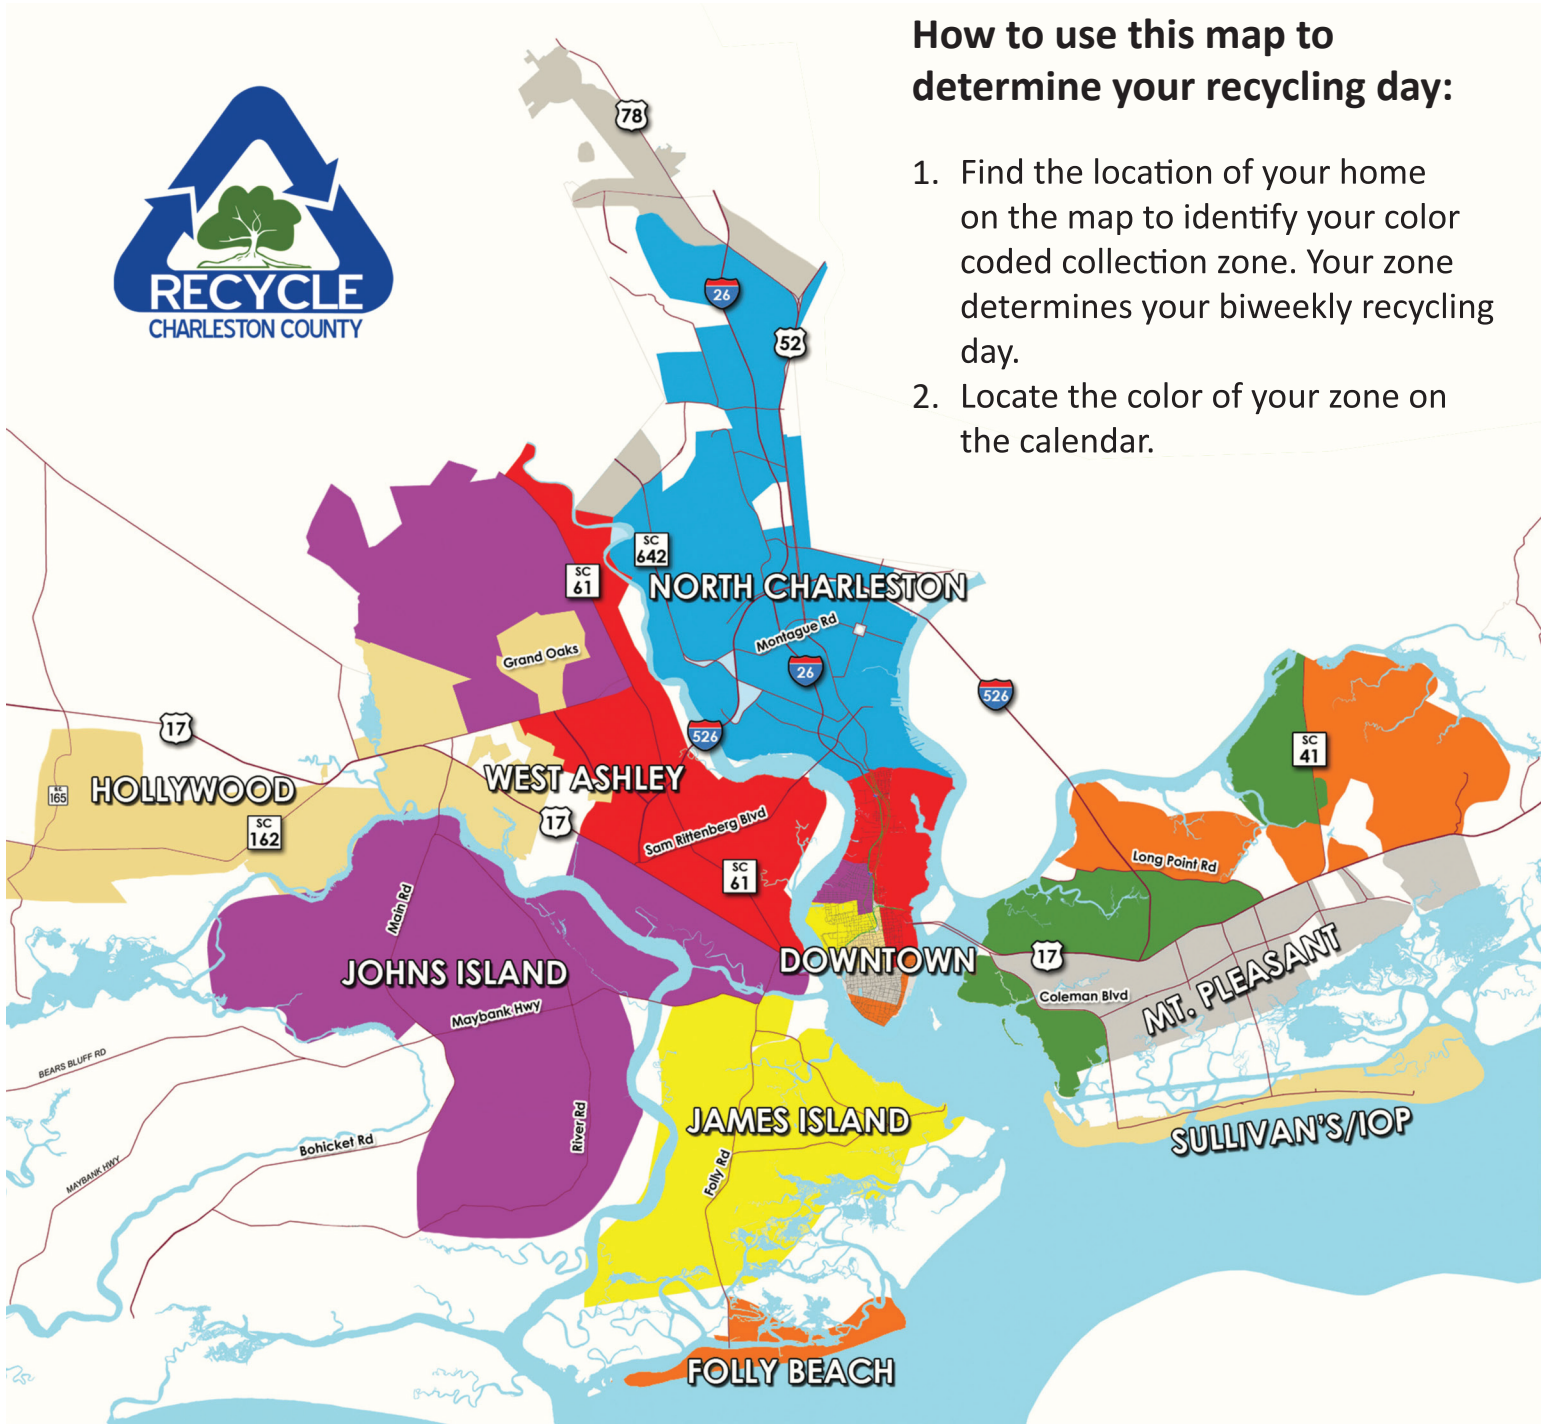 How to use this map to
determine your recycling day:
1. Find the location of your home
on the map to identify your color
coded collection zone. Your zone
determines your biweekly recycling
day.
2. Locate the color of your zone on
the calendar.
RECYCLE
CHARLESTON COUNTY
78
26
52
SC
642
SC
61
NORTH CHARLESTON
Montague Rd
26
Grand Oaks
526
526
17
SC
41
HOLLYWOOD
S.C.
165
SC
162
WEST ASHLEY
17
Sam Rittenberg Blvd
SC
61
Long Point Rd
Main Rd
JOHNS ISLAND
DOWNTOWN
17
Coleman Blvd
MT. PLEASANT
Maybank Hwy
BEARS BLUFF RD
River Rd
JAMES ISLAND
SULLIVAN'S/IOP
Bohicket Rd
MAYBANK HWY
Folly Rd
FOLLY BEACH